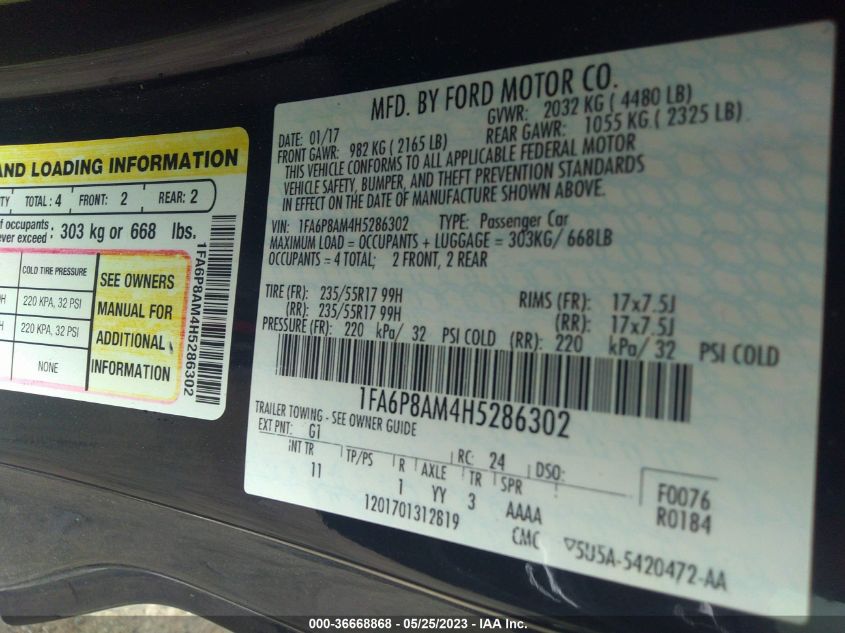 AND LOADING INFORMATION
TOTAL : 4 FRONT: 2 REAR: 2
of occupants
ever exceed : 303 kg or 668 lbs.
COLD TIRE PRESSURE
220 KPA, 32 PSI
220 KPA, 32 PSI
NONE
SEE OWNERS
MANUAL FOR
ADDITIONAL
INFORMATION
1FA6P8AM4H5286302
MFD. BY FORD MOTOR CO.
DATE: 01/17 GVWR: 2032 KG ( 4480 LB)
FRONT GAWR: 982 KG ( 2165 LB) REAR GAWR: 1055 KG ( 2325 LB)
THIS VEHICLE CONFORMS TO ALL APPLICABLE FEDERAL MOTOR
VEHICLE SAFETY, BUMPER, AND THEFT PREVENTION STANDARDS
IN EFFECT ON THE DATE OF MANUFACTURE SHOWN ABOVE.
VIN: 1FA6P8AM4H5286302 TYPE: Passenger Car
MAXIMUM LOAD = OCCUPANTS + LUGGAGE = 303KG/ 668LB
OCCUPANTS = 4 TOTAL; 2 FRONT, 2 REAR
TIRE (FR): 235/55R17 99H RIMS (FR): 17x7.5J
(RR): 235/55R17 99H (RR): 17x7.5J
PRESSURE (FR): 220 kPa/ 32 PSI COLD (RR): 220 kPa/ 32 PSI COLD
1FA6P8AM4H5286302
TRAILER TOWING - SEE OWNER GUIDE
EXT PNT: G1 RC: 24 DSO:
INT TR TP/PS R AXLE TR SPR
11 1 YY 3 AAAA
F0076
R0184
1201701312819 CMC
▽5U5A-5420472-AA
000-36668868 - 05/25/2023 - IAA Inc.